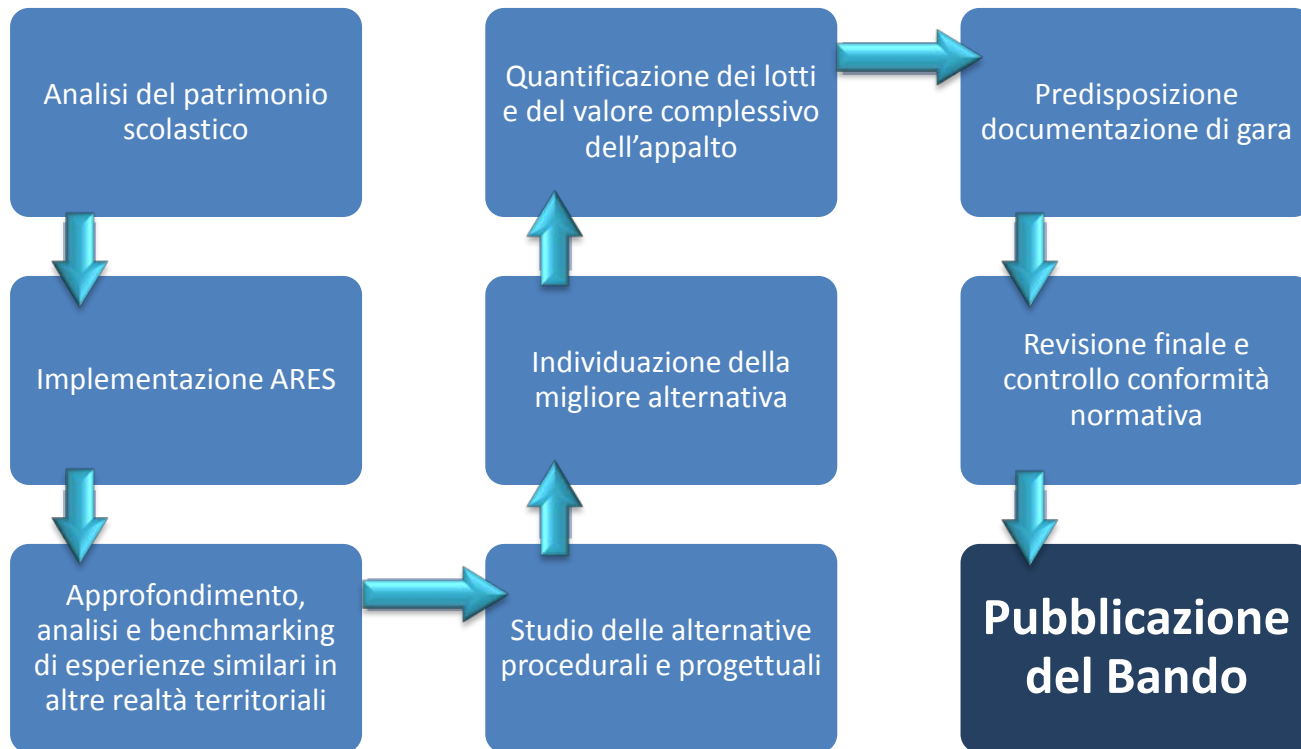 Analisi del patrimonio
scolastico
Implementazione ARES
Approfondimento,
analisi e benchmarking
di esperienze similari in
altre realtà territoriali
Studio delle alternative
procedurali e progettuali
Individuazione della
migliore alternativa
Quantificazione dei lotti
e del valore complessivo
dell’appalto
Predisposizione
documentazione di gara
Revisione finale e
controllo conformità
normativa
Pubblicazione
del Bando